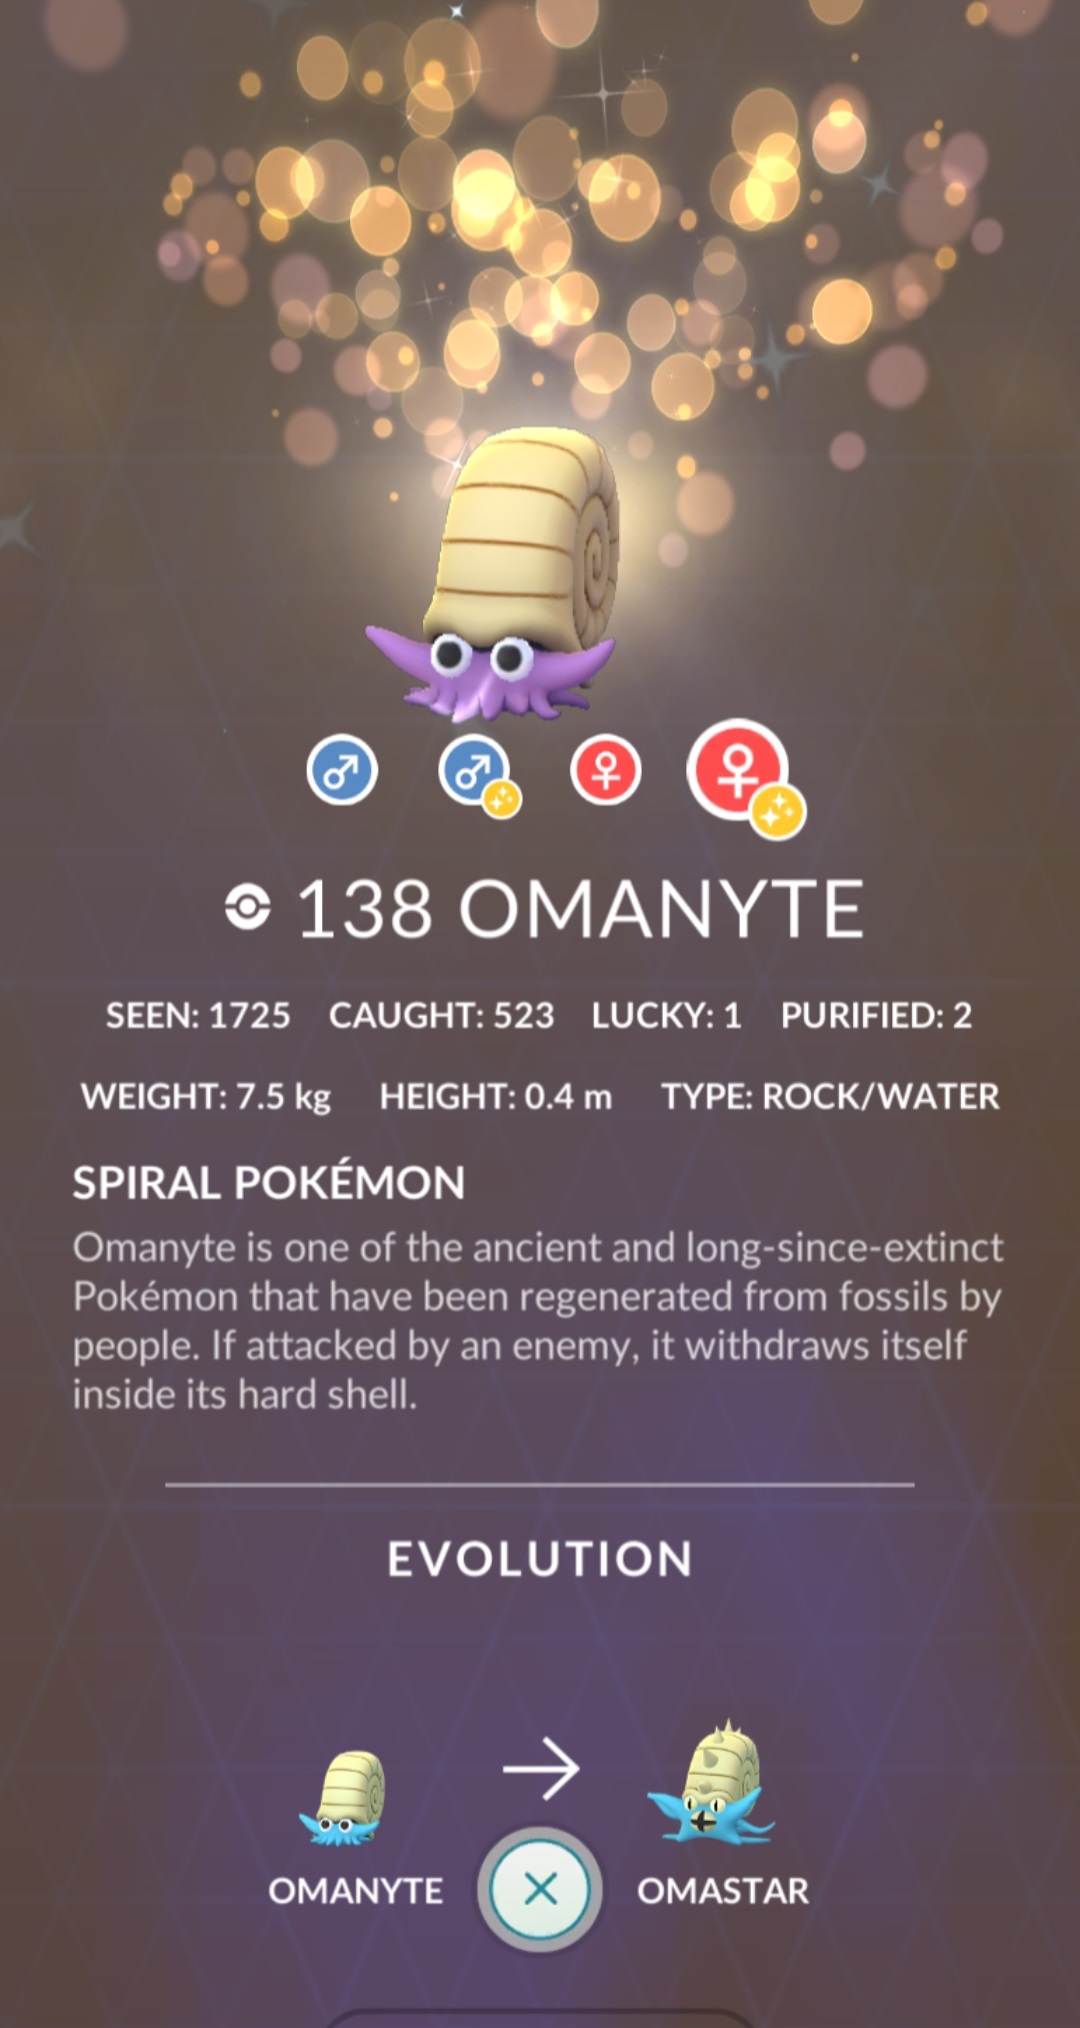 138 OMANYTE
SEEN: 1725 CAUGHT: 523 LUCKY: 1 PURIFIED: 2
WEIGHT: 7.5 kg HEIGHT: 0.4 m TYPE: ROCK/WATER
SPIRAL POKÉMON
Omanyte is one of the ancient and long-since-extinct
Pokémon that have been regenerated from fossils by
people. If attacked by an enemy, it withdraws itself
inside its hard shell.
EVOLUTION
OMANYTE OMASTAR